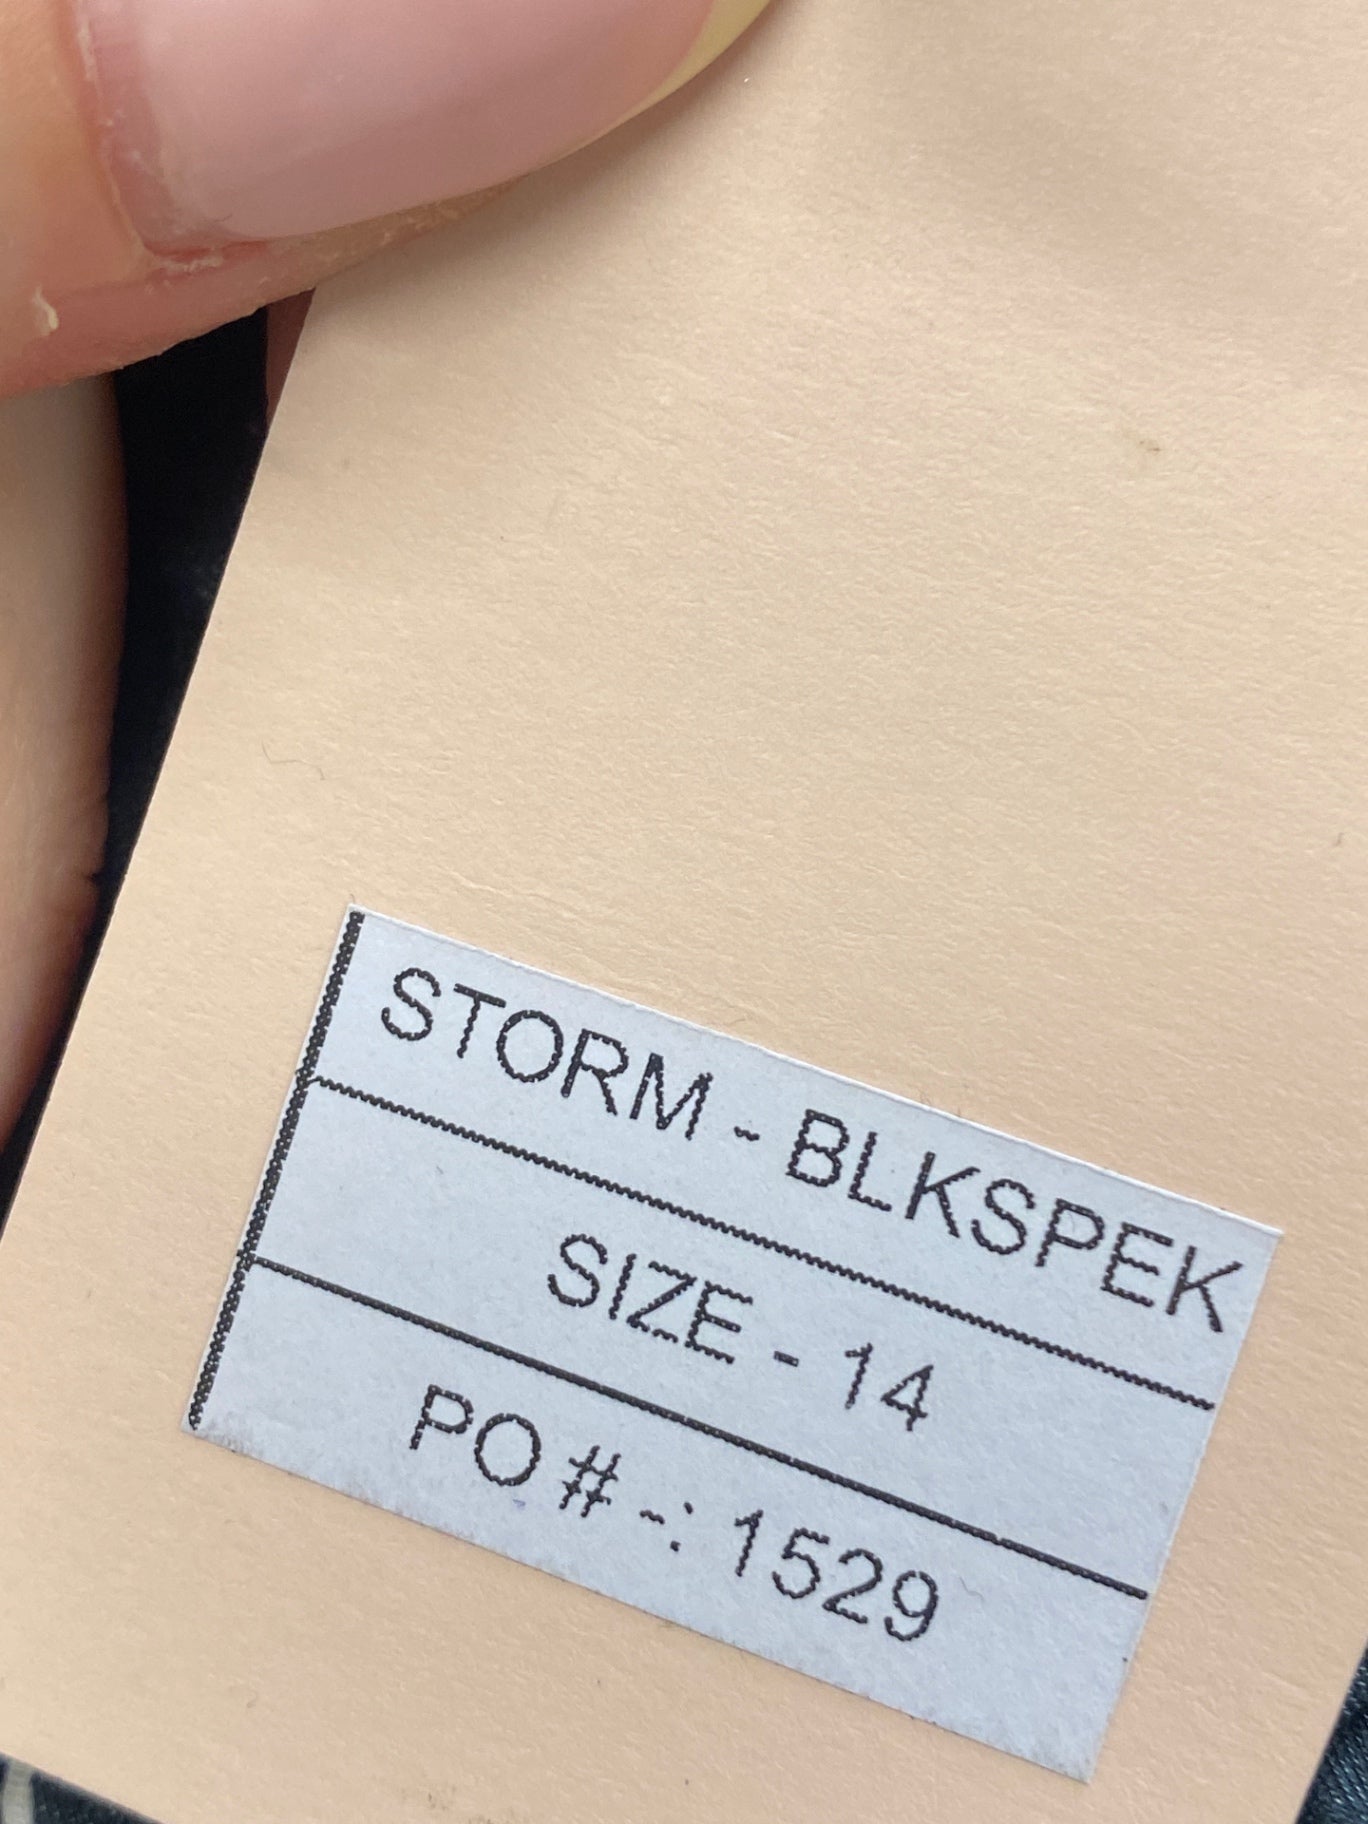 STORM - BLKSPEK
SIZE - 14
PO # -: 1529